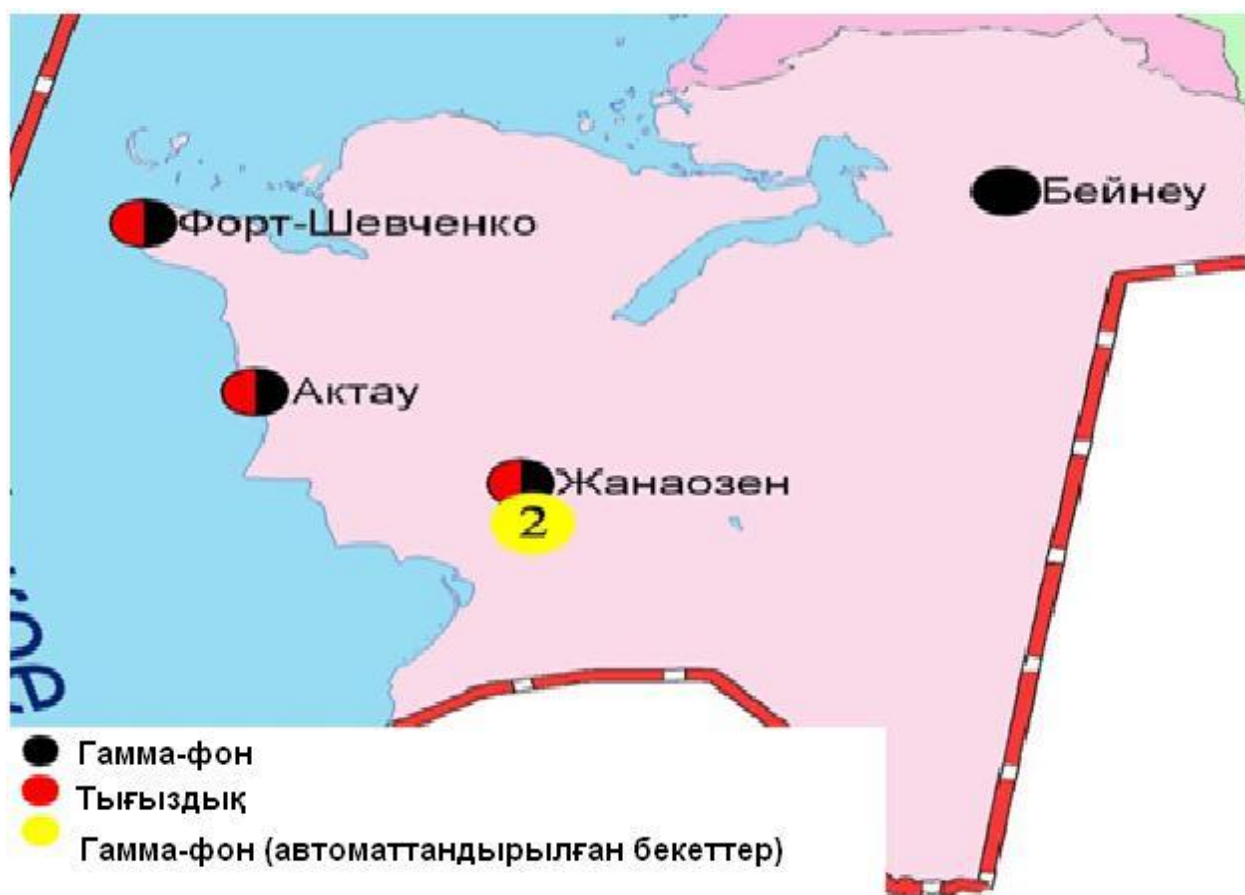 Бейнеу
Форт-Шевченко
Актау
Жанаозен
2
Гамма-фон
Тығыздық
Гамма-фон (автоматтандырылған бекеттер)